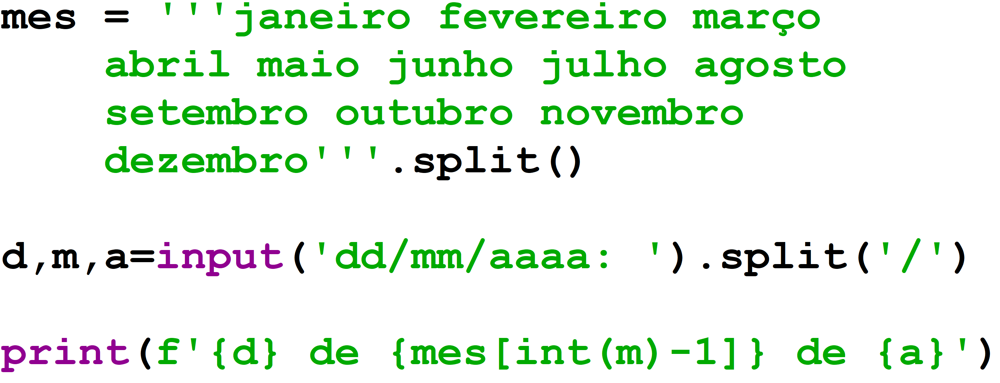 mes = '''janeiro fevereiro março
    abril maio junho julho agosto
    setembro outubro novembro
    dezembro'''.split()

d,m,a=input('dd/mm/aaaa: ').split('/')

print(f'{d} de {mes[int(m)-1]} de {a}')